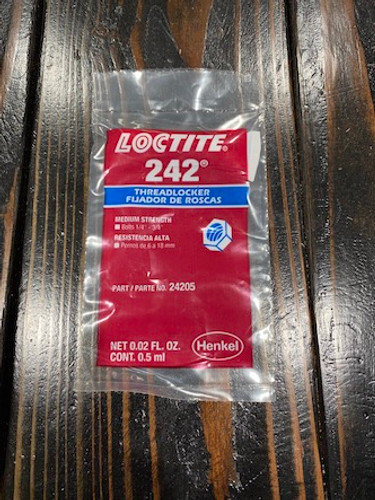 LOCTITE®
242®
THREADLOCKER
FIJADOR DE ROSCAS
MEDIUM STRENGTH
Bolts 1/4" - 3/4"
RESISTENCIA ALTA
Pernos de 6 a 18 mm
PART / PARTE NO. 24205
NET 0.02 FL. OZ.
CONT. 0.5 ml
Henkel